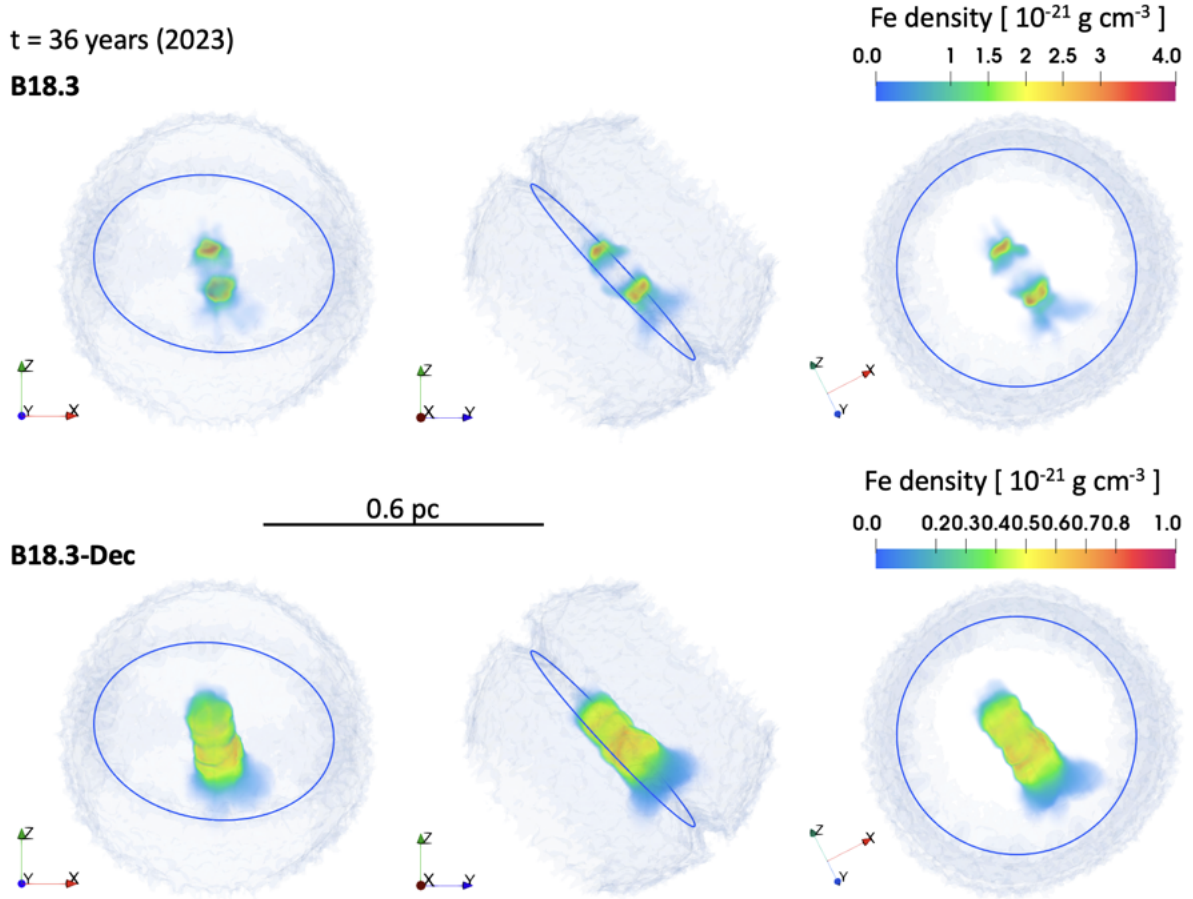 t = 36 years (2023)
B18.3
Fe density [ 10⁻²¹ g cm⁻³ ]
0.0 1 1.5 2 2.5 3 4.0
Z
Y X
Z
X Y
Z X
Y
0.6 pc
B18.3-Dec
Fe density [ 10⁻²¹ g cm⁻³ ]
0.0 0.20.30.40.50.60.70.8 1.0
Z
Y X
Z
X Y
Z X
Y